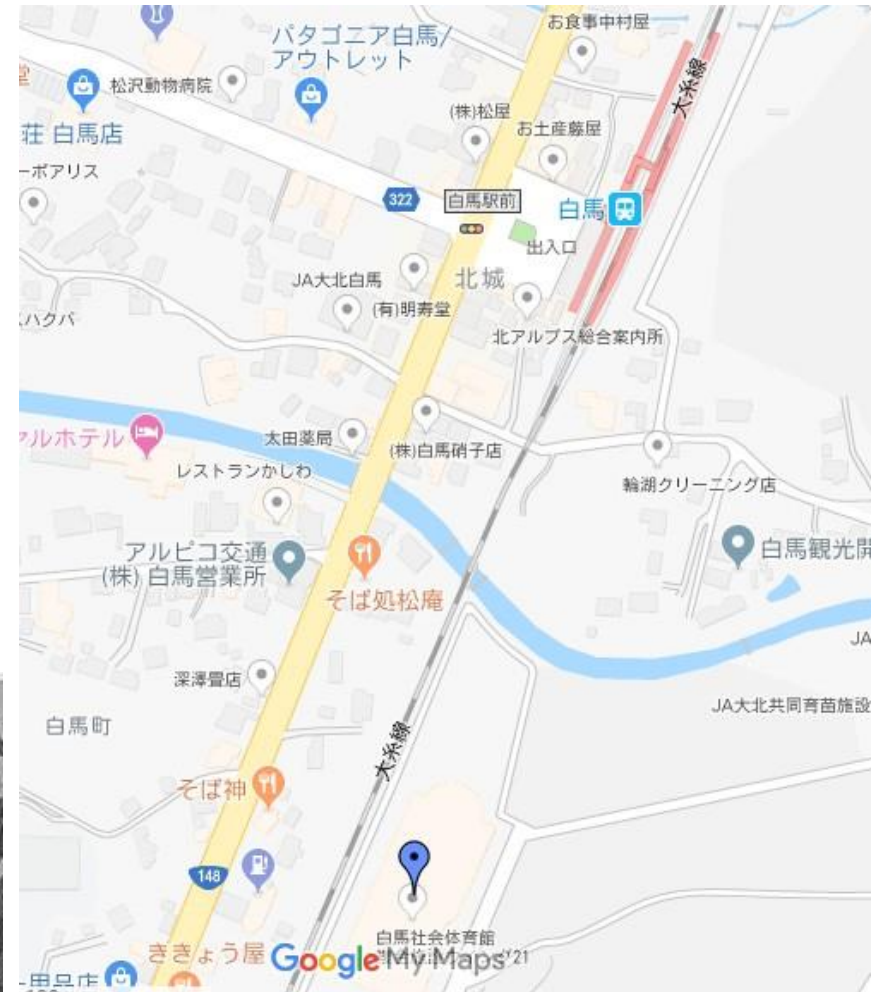 お食事中村屋
パタゴニア白馬/
アウトレット
大糸線
松沢動物病院
堂
(株)松屋
荘 白馬店
お土産藤屋
ーボアリス
322
白馬駅前
白馬
出入口
JA大北白馬
北城
(有)明寿堂
スハクバ
北アルプス総合案内所
ヤルホテル
太田薬局
(株)白馬硝子店
レストランかしわ
輪湖クリーニング店
アルピコ交通
(株) 白馬営業所
白馬観光開
そば処松庵
JA
深澤畳店
JA大北共同育苗施設
白馬町
大糸線
そば神
148
白馬社会体育館
ききょう屋
Google My Maps
'21
用品店